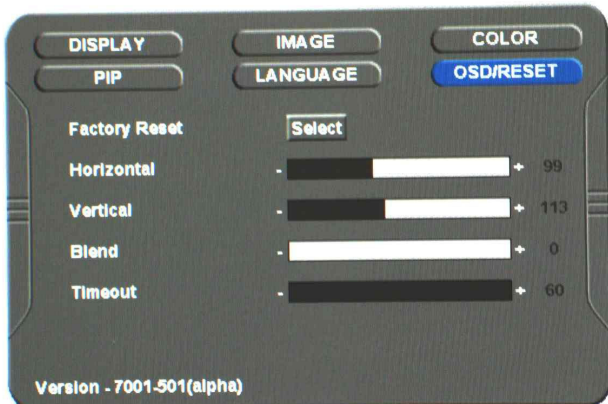 DISPLAY IMAGE COLOR
PIP LANGUAGE OSD/RESET
Factory Reset Select
Horizontal - + 99
Vertical - + 113
Blend - + 0
Timeout - + 60
Version - 7001-501(alpha)